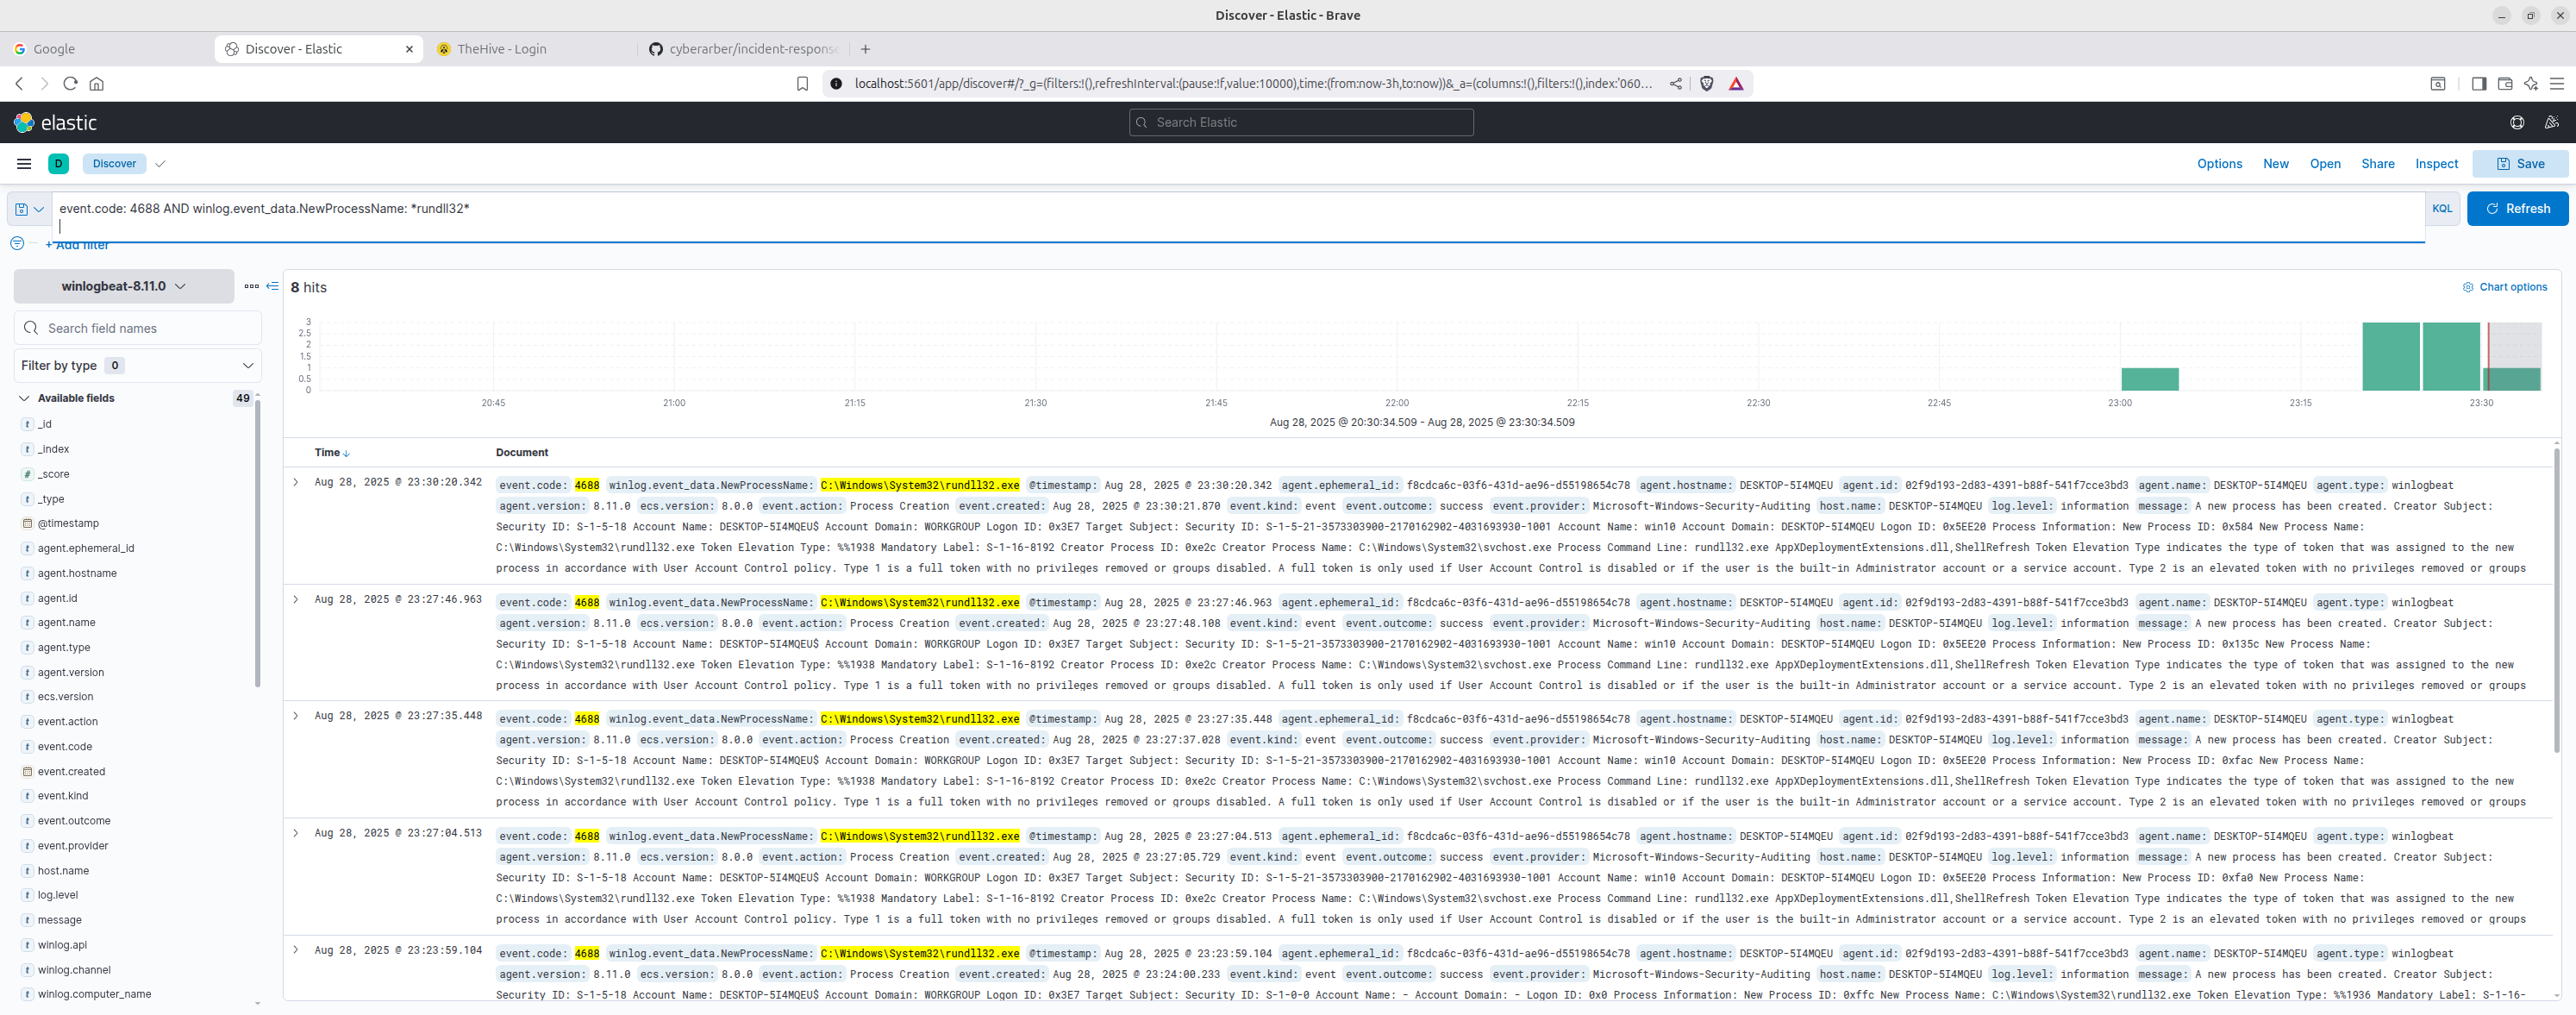 Discover - Elastic - Brave
Google
Discover - Elastic
TheHive - Login
cyberarber/incident-response
localhost:5601/app/discover#/?_g=(filters:!(),refreshInterval:(pause:!f,value:10000),time:(from:now-3h,to:now))&_a=(columns:!(),filters:!(),index:'060...
elastic
Search Elastic
D Discover Options New Open Share Inspect Save
event.code: 4688 AND winlog.event_data.NewProcessName: *rundll32*
KQL Refresh
+ Add filter
winlogbeat-8.11.0
Search field names
Filter by type 0
Available fields 49
t _id
t _index
# _score
t _type
@timestamp
t agent.ephemeral_id
t agent.hostname
t agent.id
t agent.name
t agent.type
t agent.version
t ecs.version
t event.action
t event.code
event.created
t event.kind
t event.outcome
t event.provider
t host.name
t log.level
t message
t winlog.api
t winlog.channel
t winlog.computer_name
8 hits
Chart options
3
2.5
2
1.5
1
0.5
0
20:45 21:00 21:15 21:30 21:45 22:00 22:15 22:30 22:45 23:00 23:15 23:30
Aug 28, 2025 @ 20:30:34.509 - Aug 28, 2025 @ 23:30:34.509
Time Document
Aug 28, 2025 @ 23:30:20.342 event.code: 4688 winlog.event_data.NewProcessName: C:\Windows\System32\rundll32.exe @timestamp: Aug 28, 2025 @ 23:30:20.342 agent.ephemeral_id: f8cdca6c-03f6-431d-ae96-d55198654c78 agent.hostname: DESKTOP-5I4MQEU agent.id: 02f9d193-2d83-4391-b88f-541f7cce3bd3 agent.name: DESKTOP-5I4MQEU agent.type: winlogbeat
agent.version: 8.11.0 ecs.version: 8.0.0 event.action: Process Creation event.created: Aug 28, 2025 @ 23:30:21.870 event.kind: event event.outcome: success event.provider: Microsoft-Windows-Security-Auditing host.name: DESKTOP-5I4MQEU log.level: information message: A new process has been created. Creator Subject:
Security ID: S-1-5-18 Account Name: DESKTOP-5I4MQEU$ Account Domain: WORKGROUP Logon ID: 0x3E7 Target Subject: Security ID: S-1-5-21-3573303900-2170162902-4031693930-1001 Account Name: win10 Account Domain: DESKTOP-5I4MQEU Logon ID: 0x5EE20 Process Information: New Process ID: 0x584 New Process Name:
C:\Windows\System32\rundll32.exe Token Elevation Type: %%1938 Mandatory Label: S-1-16-8192 Creator Process ID: 0xe2c Creator Process Name: C:\Windows\System32\svchost.exe Process Command Line: rundll32.exe AppXDeploymentExtensions.dll,ShellRefresh Token Elevation Type indicates the type of token that was assigned to the new
process in accordance with User Account Control policy. Type 1 is a full token with no privileges removed or groups disabled. A full token is only used if User Account Control is disabled or if the user is the built-in Administrator account or a service account. Type 2 is an elevated token with no privileges removed or groups
Aug 28, 2025 @ 23:27:46.963 event.code: 4688 winlog.event_data.NewProcessName: C:\Windows\System32\rundll32.exe @timestamp: Aug 28, 2025 @ 23:27:46.963 agent.ephemeral_id: f8cdca6c-03f6-431d-ae96-d55198654c78 agent.hostname: DESKTOP-5I4MQEU agent.id: 02f9d193-2d83-4391-b88f-541f7cce3bd3 agent.name: DESKTOP-5I4MQEU agent.type: winlogbeat
agent.version: 8.11.0 ecs.version: 8.0.0 event.action: Process Creation event.created: Aug 28, 2025 @ 23:27:48.108 event.kind: event event.outcome: success event.provider: Microsoft-Windows-Security-Auditing host.name: DESKTOP-5I4MQEU log.level: information message: A new process has been created. Creator Subject:
Security ID: S-1-5-18 Account Name: DESKTOP-5I4MQEU$ Account Domain: WORKGROUP Logon ID: 0x3E7 Target Subject: Security ID: S-1-5-21-3573303900-2170162902-4031693930-1001 Account Name: win10 Account Domain: DESKTOP-5I4MQEU Logon ID: 0x5EE20 Process Information: New Process ID: 0x135c New Process Name:
C:\Windows\System32\rundll32.exe Token Elevation Type: %%1938 Mandatory Label: S-1-16-8192 Creator Process ID: 0xe2c Creator Process Name: C:\Windows\System32\svchost.exe Process Command Line: rundll32.exe AppXDeploymentExtensions.dll,ShellRefresh Token Elevation Type indicates the type of token that was assigned to the new
process in accordance with User Account Control policy. Type 1 is a full token with no privileges removed or groups disabled. A full token is only used if User Account Control is disabled or if the user is the built-in Administrator account or a service account. Type 2 is an elevated token with no privileges removed or groups
Aug 28, 2025 @ 23:27:35.448 event.code: 4688 winlog.event_data.NewProcessName: C:\Windows\System32\rundll32.exe @timestamp: Aug 28, 2025 @ 23:27:35.448 agent.ephemeral_id: f8cdca6c-03f6-431d-ae96-d55198654c78 agent.hostname: DESKTOP-5I4MQEU agent.id: 02f9d193-2d83-4391-b88f-541f7cce3bd3 agent.name: DESKTOP-5I4MQEU agent.type: winlogbeat
agent.version: 8.11.0 ecs.version: 8.0.0 event.action: Process Creation event.created: Aug 28, 2025 @ 23:27:37.028 event.kind: event event.outcome: success event.provider: Microsoft-Windows-Security-Auditing host.name: DESKTOP-5I4MQEU log.level: information message: A new process has been created. Creator Subject:
Security ID: S-1-5-18 Account Name: DESKTOP-5I4MQEU$ Account Domain: WORKGROUP Logon ID: 0x3E7 Target Subject: Security ID: S-1-5-21-3573303900-2170162902-4031693930-1001 Account Name: win10 Account Domain: DESKTOP-5I4MQEU Logon ID: 0x5EE20 Process Information: New Process ID: 0xfac New Process Name:
C:\Windows\System32\rundll32.exe Token Elevation Type: %%1938 Mandatory Label: S-1-16-8192 Creator Process ID: 0xe2c Creator Process Name: C:\Windows\System32\svchost.exe Process Command Line: rundll32.exe AppXDeploymentExtensions.dll,ShellRefresh Token Elevation Type indicates the type of token that was assigned to the new
process in accordance with User Account Control policy. Type 1 is a full token with no privileges removed or groups disabled. A full token is only used if User Account Control is disabled or if the user is the built-in Administrator account or a service account. Type 2 is an elevated token with no privileges removed or groups
Aug 28, 2025 @ 23:27:04.513 event.code: 4688 winlog.event_data.NewProcessName: C:\Windows\System32\rundll32.exe @timestamp: Aug 28, 2025 @ 23:27:04.513 agent.ephemeral_id: f8cdca6c-03f6-431d-ae96-d55198654c78 agent.hostname: DESKTOP-5I4MQEU agent.id: 02f9d193-2d83-4391-b88f-541f7cce3bd3 agent.name: DESKTOP-5I4MQEU agent.type: winlogbeat
agent.version: 8.11.0 ecs.version: 8.0.0 event.action: Process Creation event.created: Aug 28, 2025 @ 23:27:05.729 event.kind: event event.outcome: success event.provider: Microsoft-Windows-Security-Auditing host.name: DESKTOP-5I4MQEU log.level: information message: A new process has been created. Creator Subject:
Security ID: S-1-5-18 Account Name: DESKTOP-5I4MQEU$ Account Domain: WORKGROUP Logon ID: 0x3E7 Target Subject: Security ID: S-1-5-21-3573303900-2170162902-4031693930-1001 Account Name: win10 Account Domain: DESKTOP-5I4MQEU Logon ID: 0x5EE20 Process Information: New Process ID: 0xfa0 New Process Name:
C:\Windows\System32\rundll32.exe Token Elevation Type: %%1938 Mandatory Label: S-1-16-8192 Creator Process ID: 0xe2c Creator Process Name: C:\Windows\System32\svchost.exe Process Command Line: rundll32.exe AppXDeploymentExtensions.dll,ShellRefresh Token Elevation Type indicates the type of token that was assigned to the new
process in accordance with User Account Control policy. Type 1 is a full token with no privileges removed or groups disabled. A full token is only used if User Account Control is disabled or if the user is the built-in Administrator account or a service account. Type 2 is an elevated token with no privileges removed or groups
Aug 28, 2025 @ 23:23:59.104 event.code: 4688 winlog.event_data.NewProcessName: C:\Windows\System32\rundll32.exe @timestamp: Aug 28, 2025 @ 23:23:59.104 agent.ephemeral_id: f8cdca6c-03f6-431d-ae96-d55198654c78 agent.hostname: DESKTOP-5I4MQEU agent.id: 02f9d193-2d83-4391-b88f-541f7cce3bd3 agent.name: DESKTOP-5I4MQEU agent.type: winlogbeat
agent.version: 8.11.0 ecs.version: 8.0.0 event.action: Process Creation event.created: Aug 28, 2025 @ 23:24:00.233 event.kind: event event.outcome: success event.provider: Microsoft-Windows-Security-Auditing host.name: DESKTOP-5I4MQEU log.level: information message: A new process has been created. Creator Subject:
Security ID: S-1-5-18 Account Name: DESKTOP-5I4MQEU$ Account Domain: WORKGROUP Logon ID: 0x3E7 Target Subject: Security ID: S-1-0-0 Account Name: - Account Domain: - Logon ID: 0x0 Process Information: New Process ID: 0xffc New Process Name: C:\Windows\System32\rundll32.exe Token Elevation Type: %%1936 Mandatory Label: S-1-16-